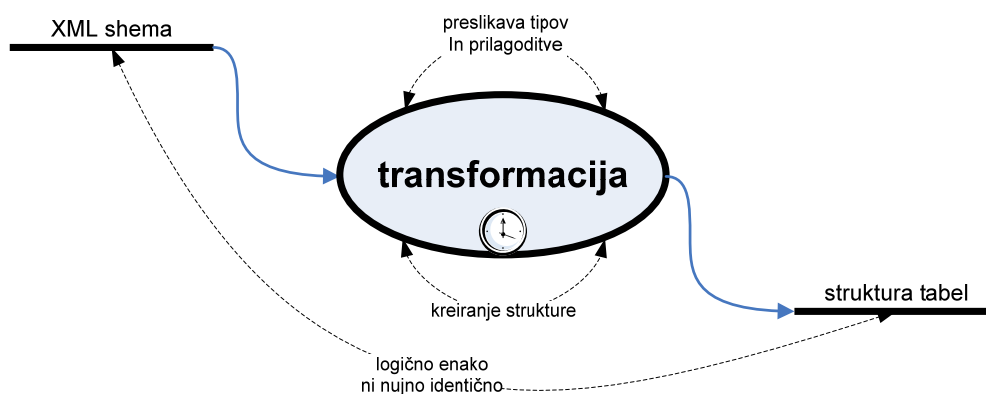 XML shema
preslikava tipov
In prilagoditve
transformacija
kreiranje strukture
struktura tabel
logično enako
ni nujno identično